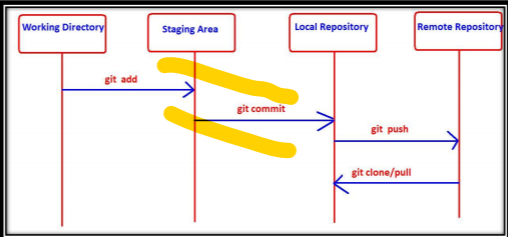 Working Directory
Staging Area
Local Repository
Remote Repository
git add
git commit
git push
git clone/pull